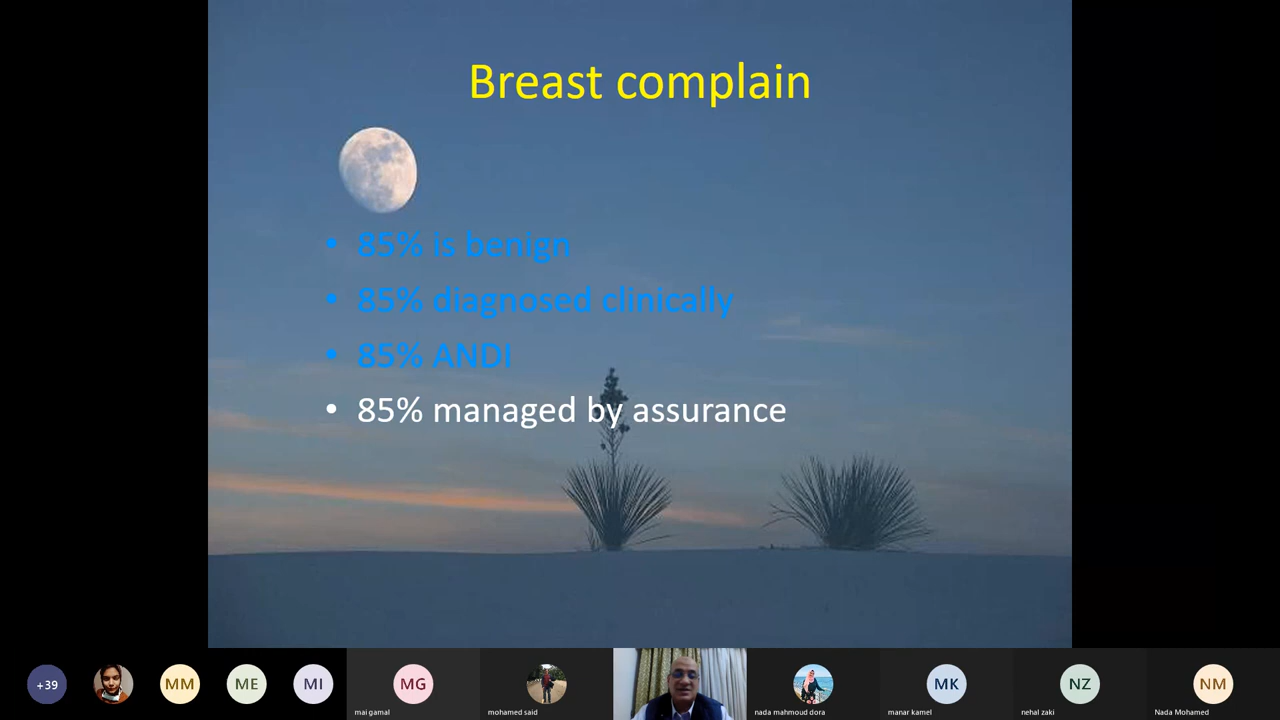 Breast complain
• 85% is benign
• 85% diagnosed clinically
• 85% ANDI
• 85% managed by assurance
+39
MM
ME
MI
MG
mai gamal
mohamed said
nada mahmoud dora
MK
manar kamel
NZ
nehal zaki
NM
Nada Mohamed